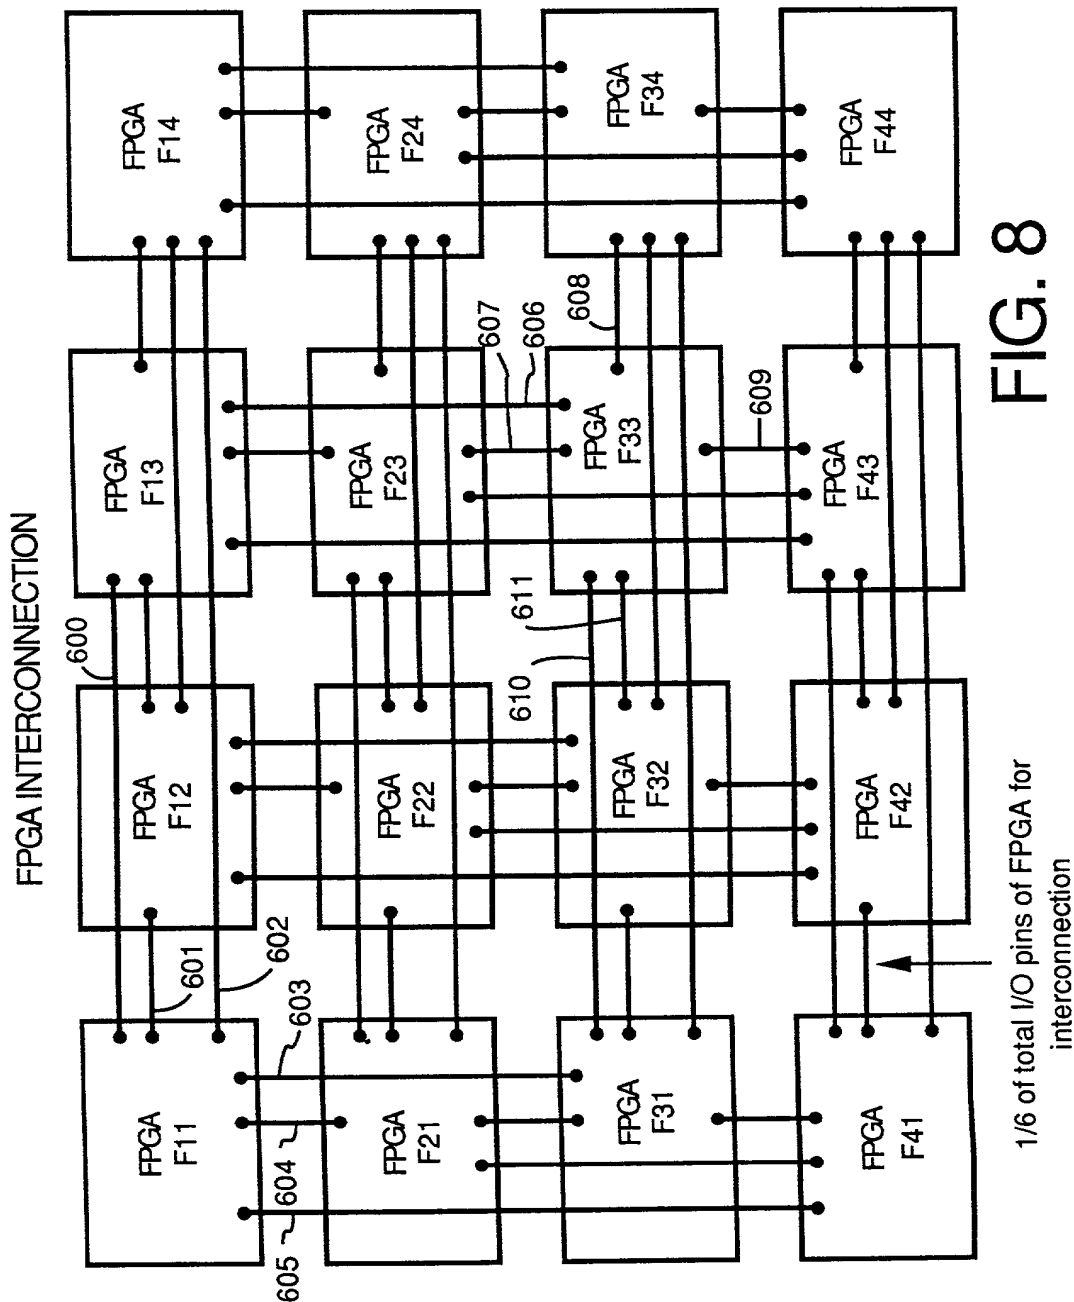 FPGA INTERCONNECTION
600
FPGA
F11
FPGA
F12
FPGA
F13
FPGA
F14
601
602
605
604
603
FPGA
F21
FPGA
F22
FPGA
F23
FPGA
F24
607
606
610
611
608
FPGA
F31
FPGA
F32
FPGA
F33
FPGA
F34
609
FPGA
F41
FPGA
F42
FPGA
F43
FPGA
F44
1/6 of total I/O pins of FPGA for
interconnection
FIG. 8